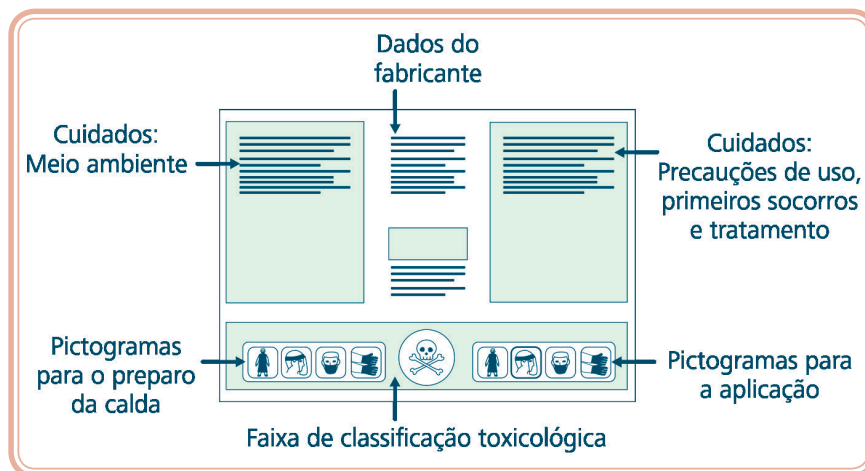 Dados do
fabricante
Cuidados:
Meio ambiente
Cuidados:
Precauções de uso,
primeiros socorros
e tratamento
Pictogramas
para o preparo
da calda
Pictogramas para
a aplicação
Faixa de classificação toxicológica